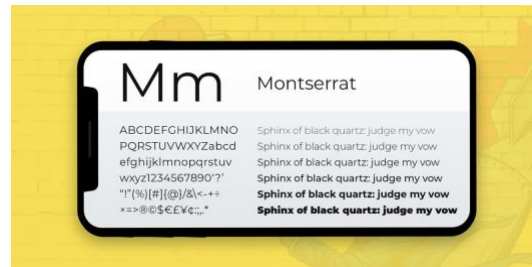 Mm
Montserrat
ABCDEFGHIJKLMNO
PQRSTUVWXYZabcd
efghijklmnopqrstuv
wxyz1234567890'?'
"!"(%)[#]{@}/&\<-+÷
×=>®©$€£¥¢:;,.*
Sphinx of black quartz: judge my vow
Sphinx of black quartz: judge my vow
Sphinx of black quartz: judge my vow
Sphinx of black quartz: judge my vow
Sphinx of black quartz: judge my vow
Sphinx of black quartz: judge my vow